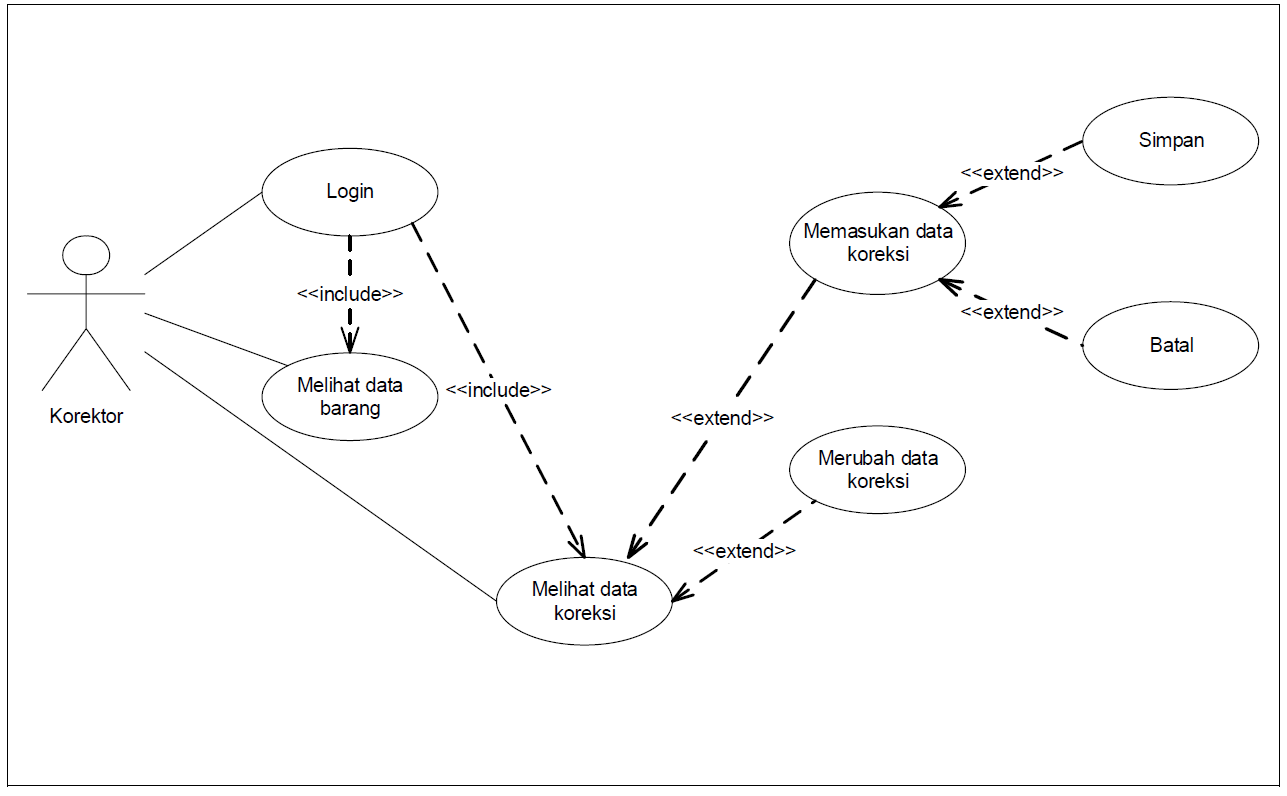 Simpan
<<extend>>
Login
Memasukan data
koreksi
<<include>>
<<extend>>
Batal
Melihat data
barang
<<include>>
Korektor
<<extend>>
Merubah data
koreksi
<<extend>>
Melihat data
koreksi